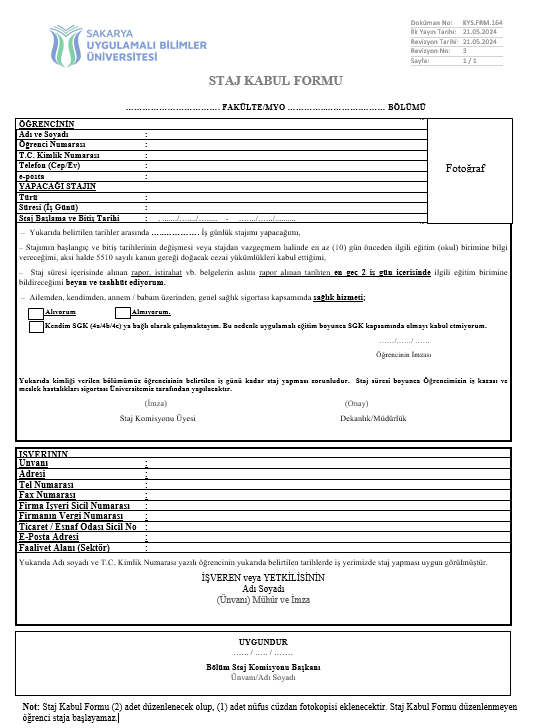 SAKARYA
UYGULAMALI BİLİMLER
ÜNİVERSİTESİ
Doküman No: KYS.FRM.164
İlk Yayın Tarihi: 21.05.2024
Revizyon Tarihi: 21.05.2024
Revizyon No: 3
Sayfa: 1 / 1
STAJ KABUL FORMU
................................ FAKÜLTE/MYO .................................. BÖLÜMÜ
ÖĞRENCİNİN
Adı ve Soyadı :
Öğrenci Numarası :
T.C. Kimlik Numarası :
Telefon (Cep/Ev) :
e-posta :
YAPACAĞI STAJIN
Türü :
Süresi (İş Günü) :
Staj Başlama ve Bitiş Tarihi : ......../......./.......... - ......./....../..........
Fotoğraf
– Yukarıda belirtilen tarihler arasında ................ İş günlük stajımı yapacağımı,
– Stajımın başlangıç ve bitiş tarihlerinin değişmesi veya stajdan vazgeçmem halinde en az (10) gün önceden ilgili eğitim (okul) birimine bilgi
vereceğimi, aksi halde 5510 sayılı kanun gereği doğacak cezai yükümlükleri kabul ettiğimi,
– Staj süresi içerisinde alınan rapor, istirahat vb. belgelerin aslını rapor alınan tarihten en geç 2 iş gün içerisinde ilgili eğitim birimine
bildireceğimi beyan ve taahhüt ediyorum.
– Ailemden, kendimden, annem / babam üzerinden, genel sağlık sigortası kapsamında sağlık hizmeti;
Alıyorum Almıyorum.
Kendim SGK (4a/4b/4c) ya bağlı olarak çalışmaktayım. Bu nedenle uygulamalı eğitim boyunca SGK kapsamında olmayı kabul etmiyorum.
....../....../ ......
Öğrencinin İmzası
Yukarıda kimliği verilen bölümümüz öğrencisinin belirtilen iş günü kadar staj yapması zorunludur. Staj süresi boyunca Öğrencimizin iş kazası ve
meslek hastalıkları sigortası Üniversitemiz tarafından yapılacaktır.
(İmza) (Onay)
Staj Komisyonu Üyesi Dekanlık/Müdürlük
İŞVERENİN
Ünvanı :
Adresi :
Tel Numarası :
Fax Numarası :
Firma İşveri Sicil Numarası :
Firmanın Vergi Numarası :
Ticaret / Esnaf Odası Sicil No :
E-Posta Adresi :
Faaliyet Alanı (Sektör) :
Yukarıda Adı soyadı ve T.C. Kimlik Numarası yazılı öğrencinin yukarıda belirtilen tarihlerde iş yerimizde staj yapması uygun görülmüştür.
İŞVEREN veya YETKİLİSİNİN
Adı Soyadı
(Ünvanı) Mühür ve İmza
UYGUNDUR
...... / ..... / .......
Bölüm Staj Komisyonu Başkanı
Ünvanı/Adı Soyadı
Not: Staj Kabul Formu (2) adet düzenlenecek olup, (1) adet nüfus cüzdan fotokopisi eklenecektir. Staj Kabul Formu düzenlenmeyen
öğrenci staja başlayamaz.